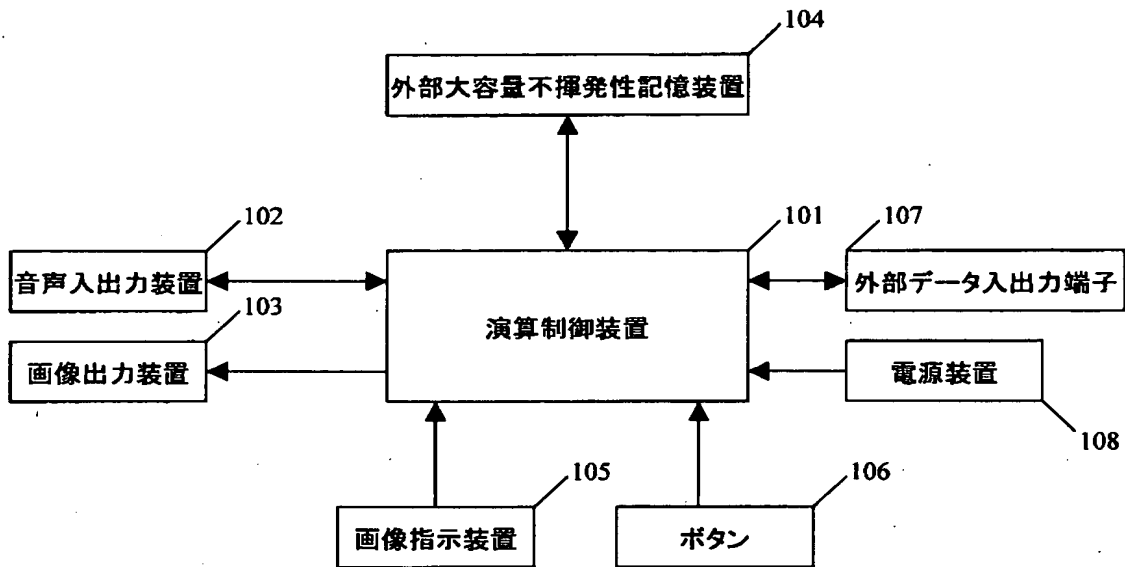 104
外部大容量不揮発性記憶装置
102
101
107
音声入出力装置
外部データ入出力端子
103
演算制御装置
画像出力装置
電源装置
108
105
106
画像指示装置
ボタン